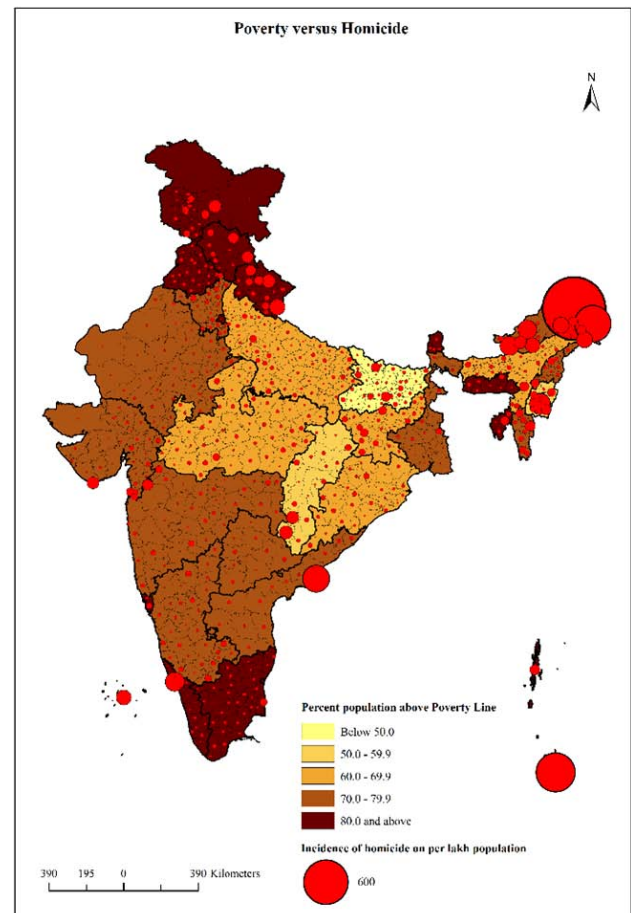 Poverty versus Homicide
N
Percent population above Poverty Line
Below 50.0
50.0 - 59.9
60.0 - 69.9
70.0 - 79.9
80.0 and above
Incidence of homicide on per lakh population
600
390 195 0 390 Kilometers